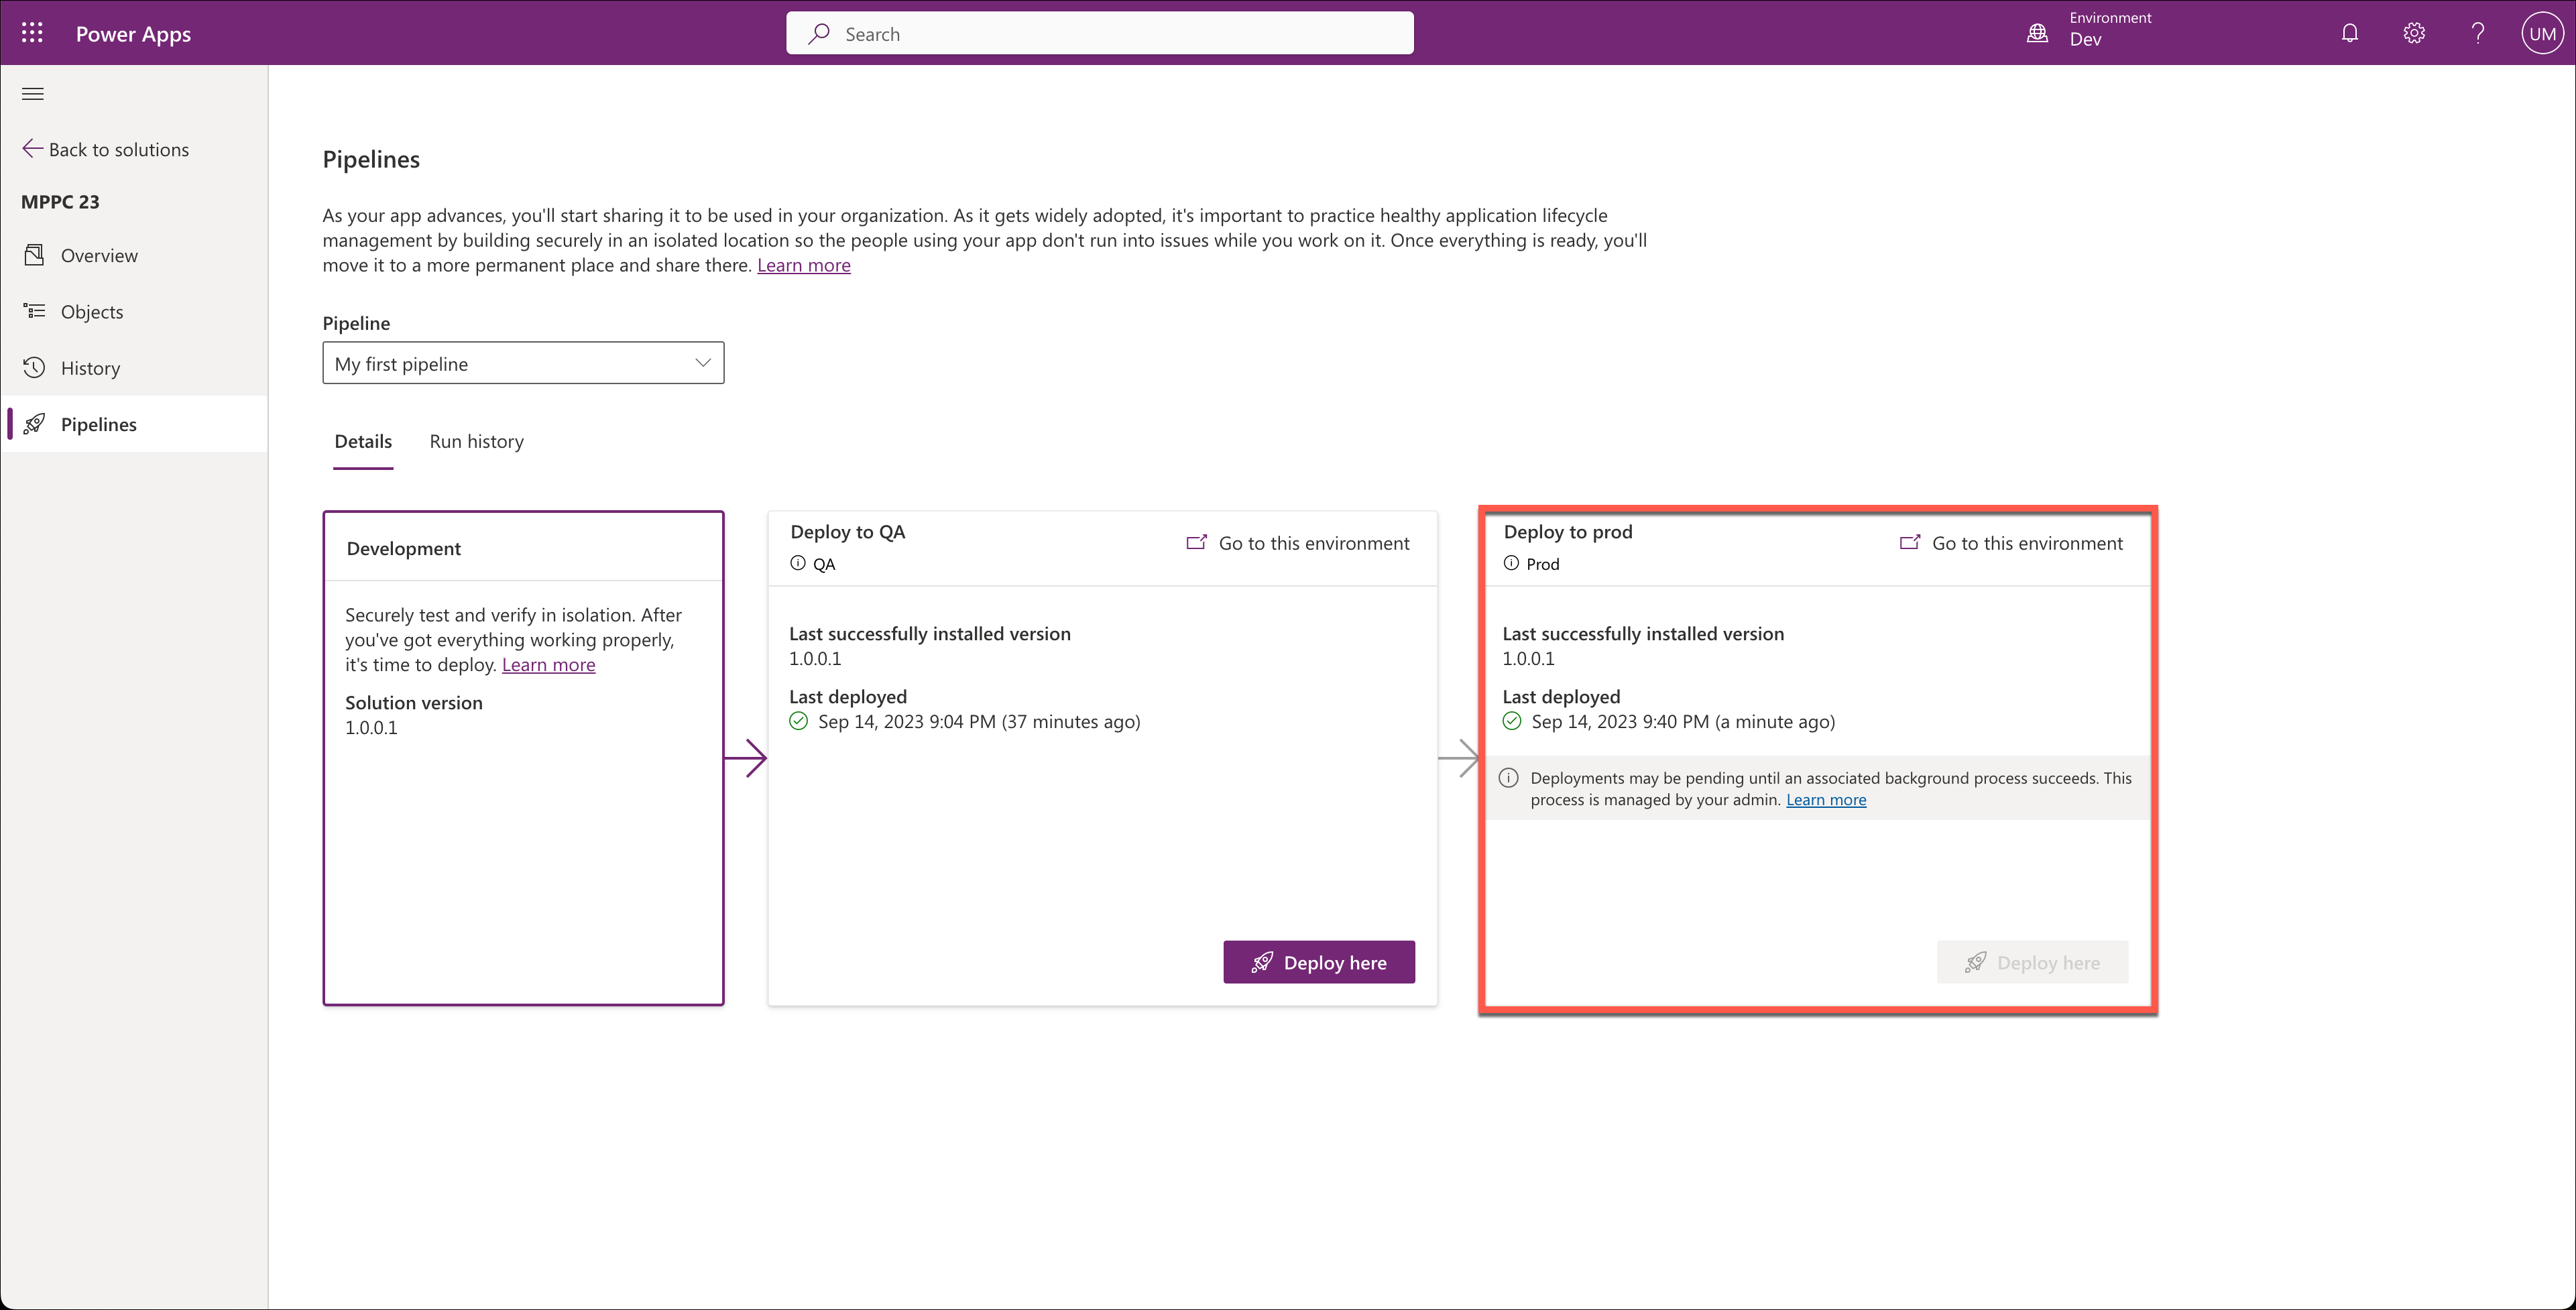 Power Apps
Search
Environment
Dev
UM
Back to solutions
MPPC 23
Overview
Objects
History
Pipelines
Pipelines
As your app advances, you'll start sharing it to be used in your organization. As it gets widely adopted, it's important to practice healthy application lifecycle
management by building securely in an isolated location so the people using your app don't run into issues while you work on it. Once everything is ready, you'll
move it to a more permanent place and share there. Learn more
Pipeline
My first pipeline
Details
Run history
Development
Securely test and verify in isolation. After
you've got everything working properly,
it's time to deploy. Learn more
Solution version
1.0.0.1
Deploy to QA
QA
Go to this environment
Last successfully installed version
1.0.0.1
Last deployed
Sep 14, 2023 9:04 PM (37 minutes ago)
Deploy here
Deploy to prod
Prod
Go to this environment
Last successfully installed version
1.0.0.1
Last deployed
Sep 14, 2023 9:40 PM (a minute ago)
Deployments may be pending until an associated background process succeeds. This
process is managed by your admin. Learn more
Deploy here